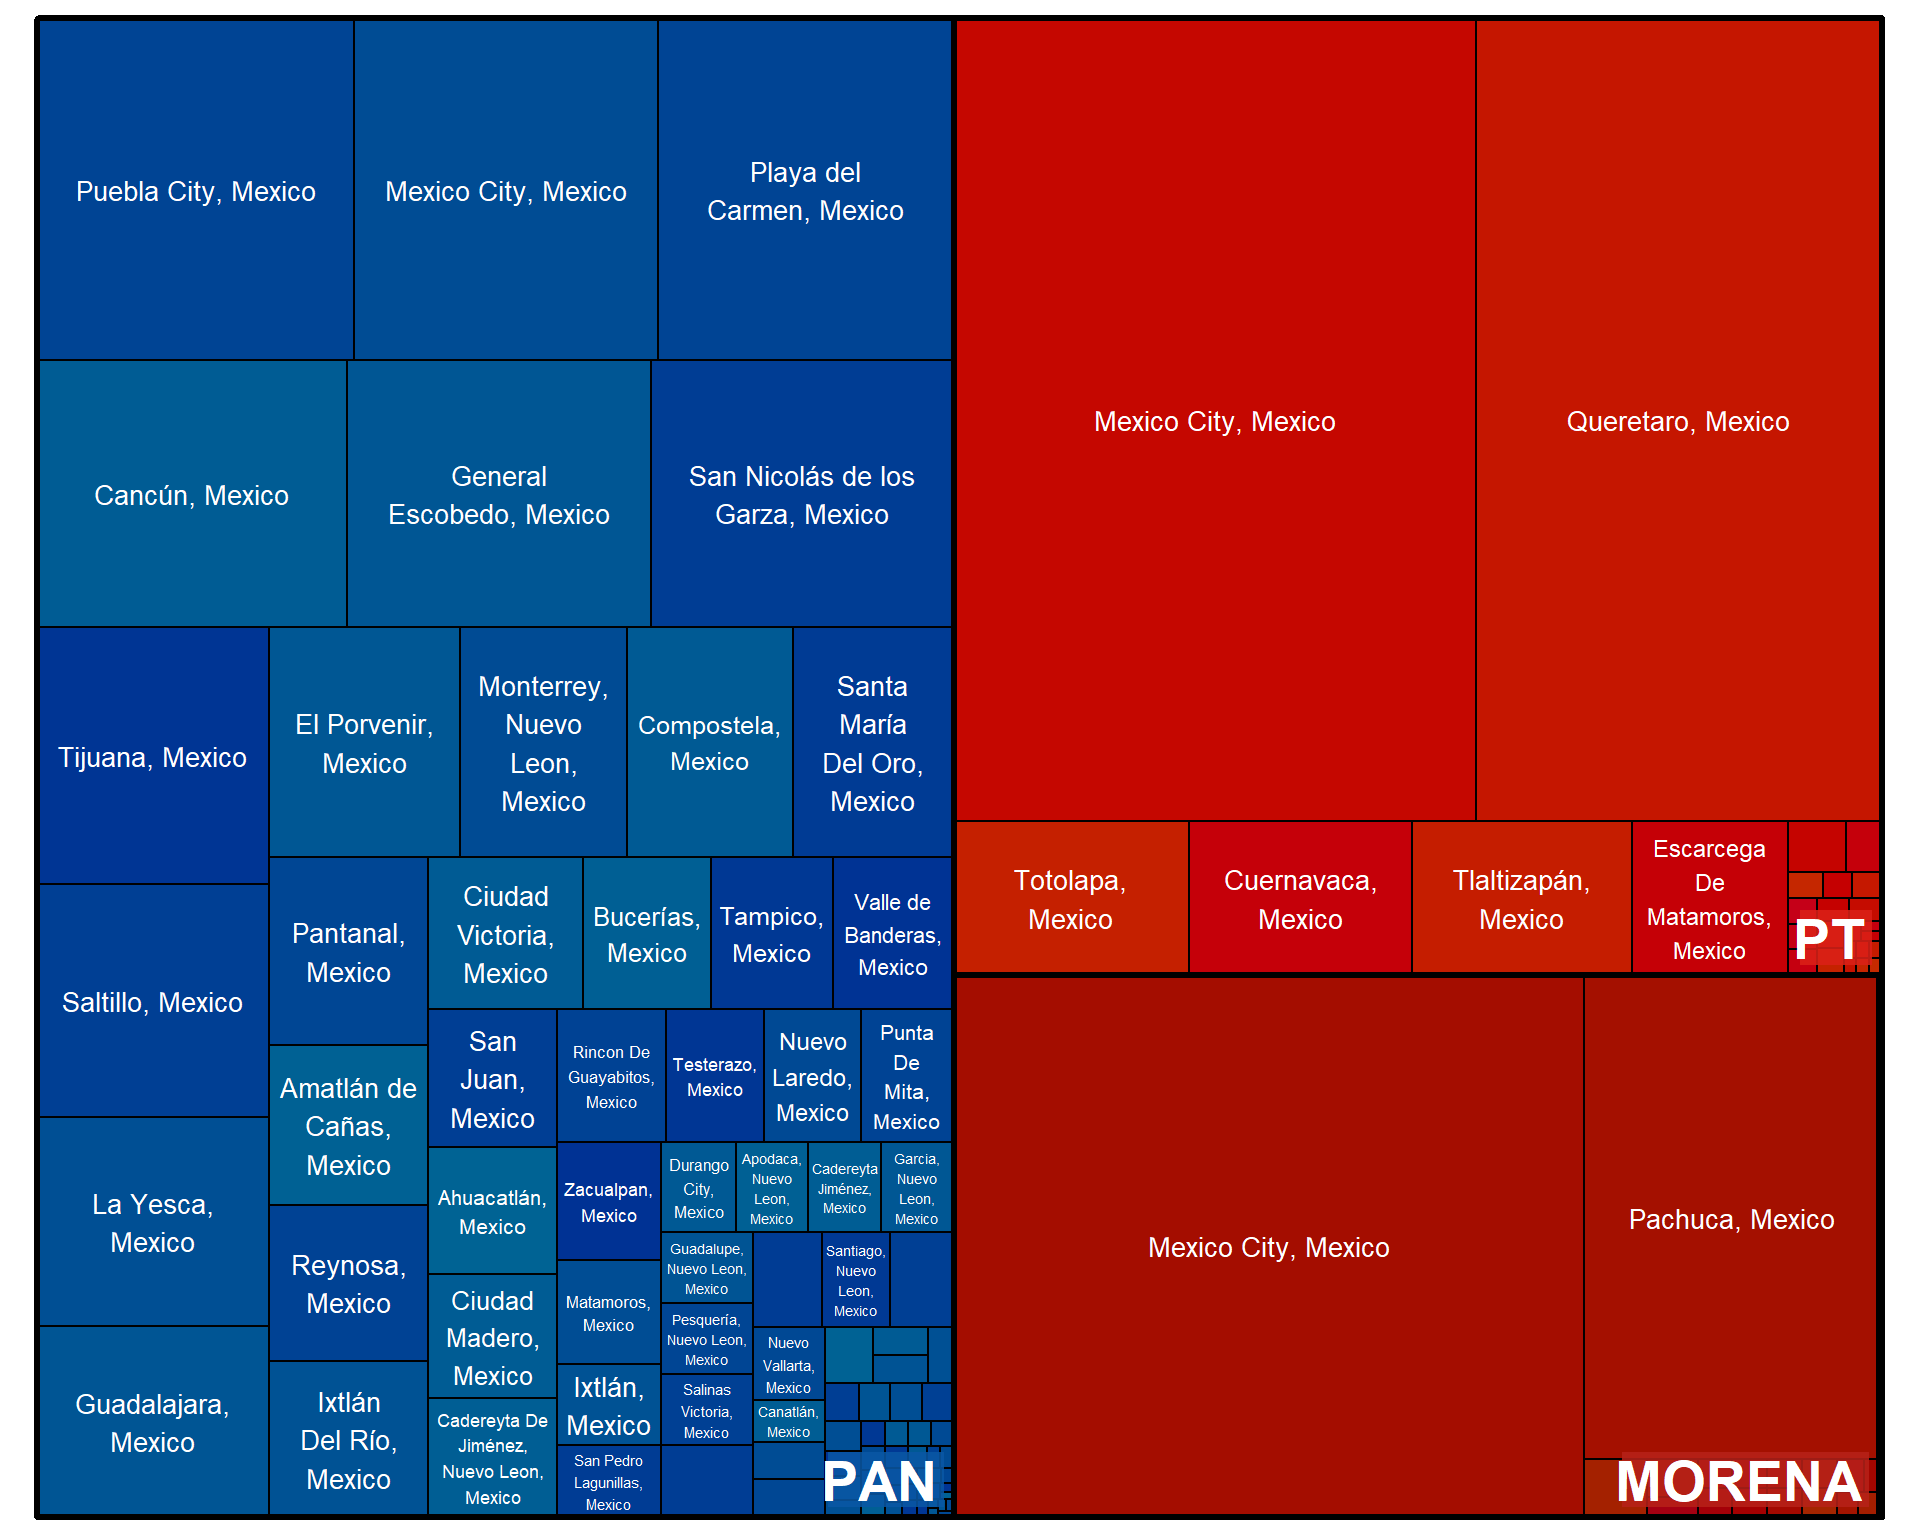 Puebla City, Mexico
Mexico City, Mexico
Playa del
Carmen, Mexico
Cancún, Mexico
General
Escobedo, Mexico
San Nicolás de los
Garza, Mexico
Tijuana, Mexico
El Porvenir,
Mexico
Monterrey,
Nuevo
Leon,
Mexico
Compostela,
Mexico
Santa
María
Del Oro,
Mexico
Saltillo, Mexico
Pantanal,
Mexico
Ciudad
Victoria,
Mexico
Bucerías,
Mexico
Tampico,
Mexico
Valle de
Banderas,
Mexico
La Yesca,
Mexico
Amatlán de
Cañas,
Mexico
San
Juan,
Mexico
Rincon De
Guayabitos,
Mexico
Testerazo,
Mexico
Nuevo
Laredo,
Mexico
Punta
De
Mita,
Mexico
Guadalajara,
Mexico
Reynosa,
Mexico
Ixtlán
Del Río,
Mexico
Ahuacatlán,
Mexico
Ciudad
Madero,
Mexico
Cadereyta De
Jiménez,
Nuevo Leon,
Mexico
Zacualpan,
Mexico
Matamoros,
Mexico
Ixtlán,
Mexico
San Pedro
Lagunillas,
Mexico
Durango
City,
Mexico
Apodaca,
Nuevo
Leon,
Mexico
Cadereyta
Jiménez,
Mexico
Garcia,
Nuevo
Leon,
Mexico
Guadalupe,
Nuevo Leon,
Mexico
Pesquería,
Nuevo Leon,
Mexico
Salinas
Victoria,
Mexico
Santiago,
Nuevo
Leon,
Mexico
Nuevo
Vallarta,
Mexico
Canatlán,
Mexico
PAN
Mexico City, Mexico
Queretaro, Mexico
Totolapa,
Mexico
Cuernavaca,
Mexico
Tlaltizapán,
Mexico
Escarcega
De
Matamoros,
Mexico
PT
Mexico City, Mexico
Pachuca, Mexico
MORENA